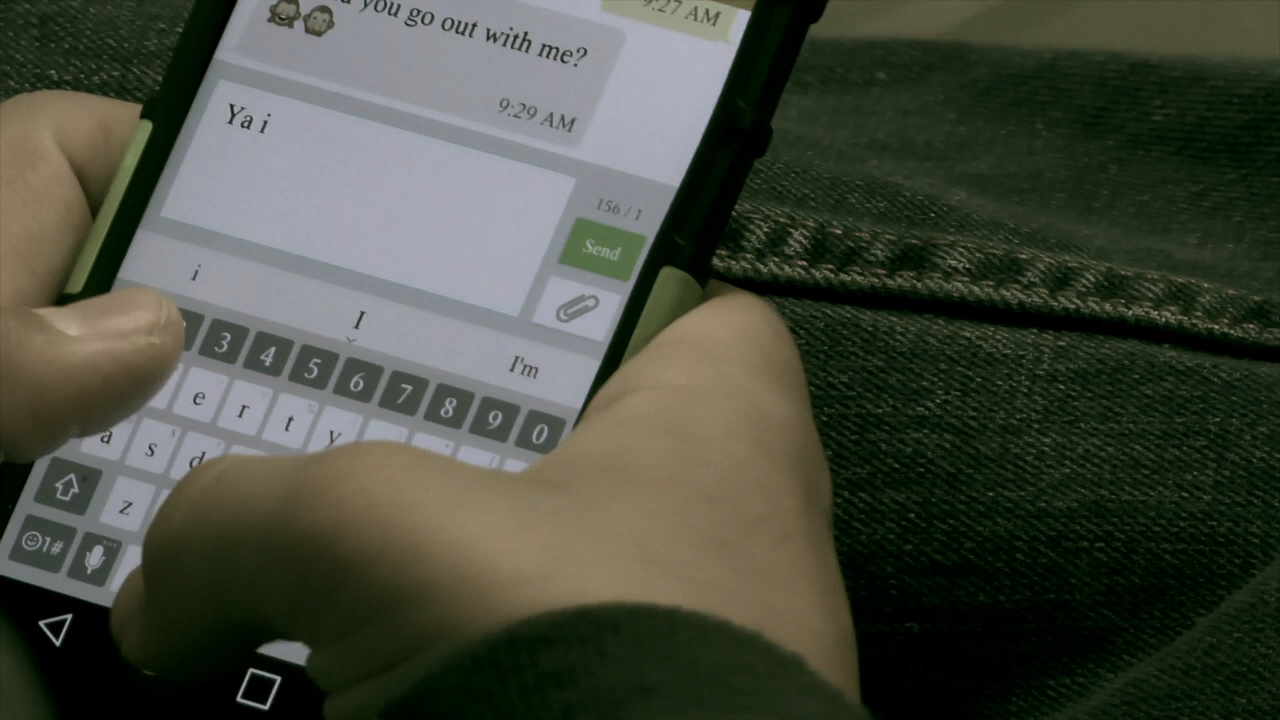 9:27 AM
you go out with me?
9:29 AM
Ya i
156 / 1
Send
i
I
I'm
3 4 5 6 7 8 9 0
e r t y
a s d
z
1#